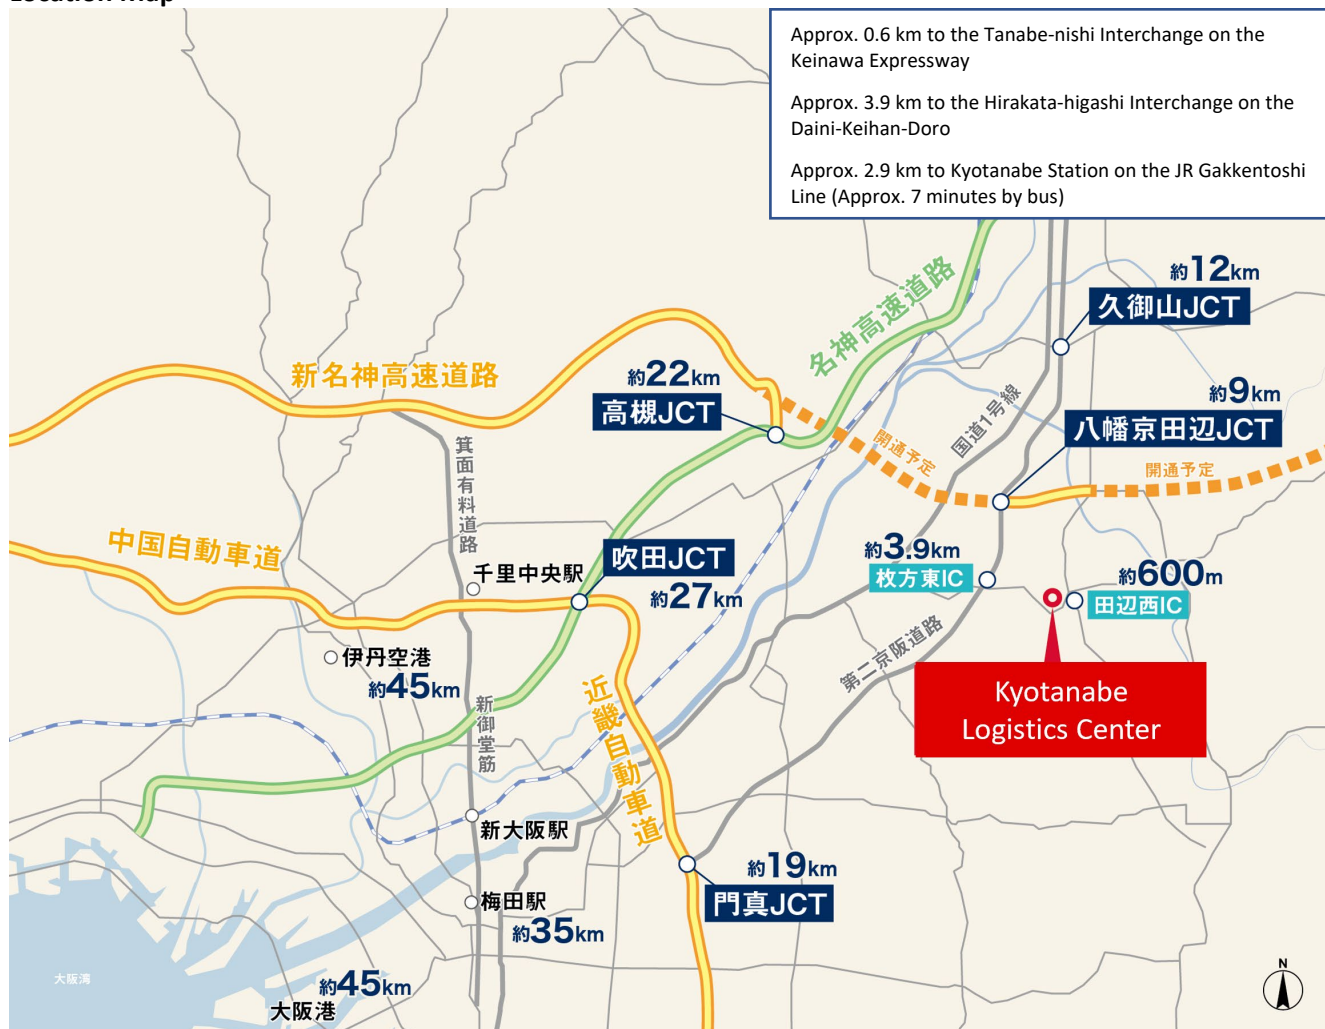 Location Map
Approx. 0.6 km to the Tanabe-nishi Interchange on the
Keinawa Expressway
Approx. 3.9 km to the Hirakata-higashi Interchange on the
Daini-Keihan-Doro
Approx. 2.9 km to Kyotanabe Station on the JR Gakkentoshi
Line (Approx. 7 minutes by bus)
約12km
久御山JCT
名神高速道路
新名神高速道路
約22km
高槻JCT
国道1号線
約9km
八幡京田辺JCT
開通予定
開通予定
箕面有料道路
中国自動車道
千里中央駅
吹田JCT
約27km
約3.9km
枚方東IC
約600m
田辺西IC
伊丹空港
約45km
新御堂筋
近畿自動車道
第二京阪道路
Kyotanabe
Logistics Center
新大阪駅
約19km
門真JCT
梅田駅
約35km
大阪湾
約45km
大阪港
N